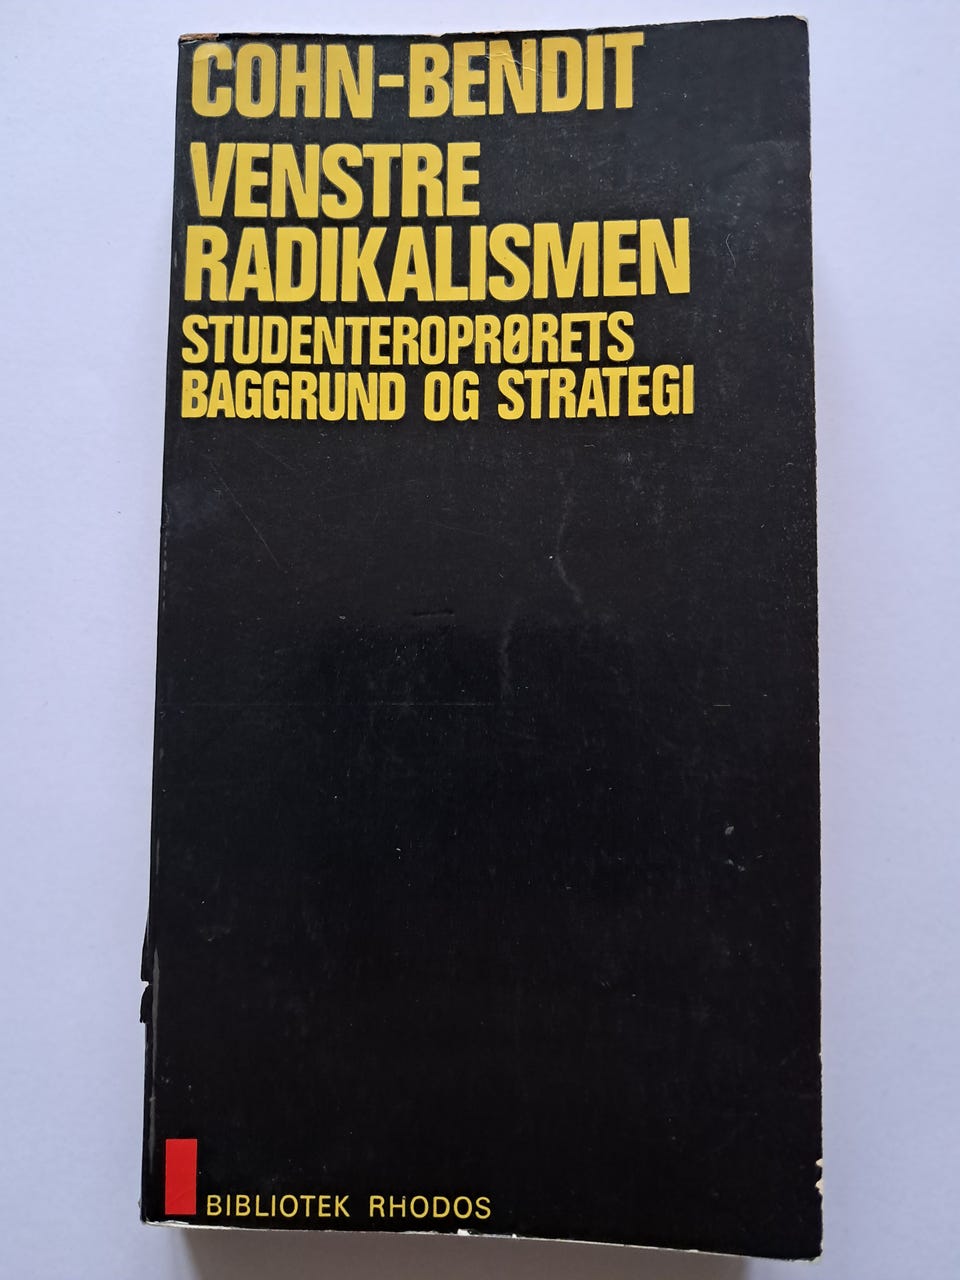 COHN-BENDIT
VENSTRE
RADIKALISMEN
STUDENTEROPRØRETS
BAGGRUND OG STRATEGI
BIBLIOTEK RHODOS